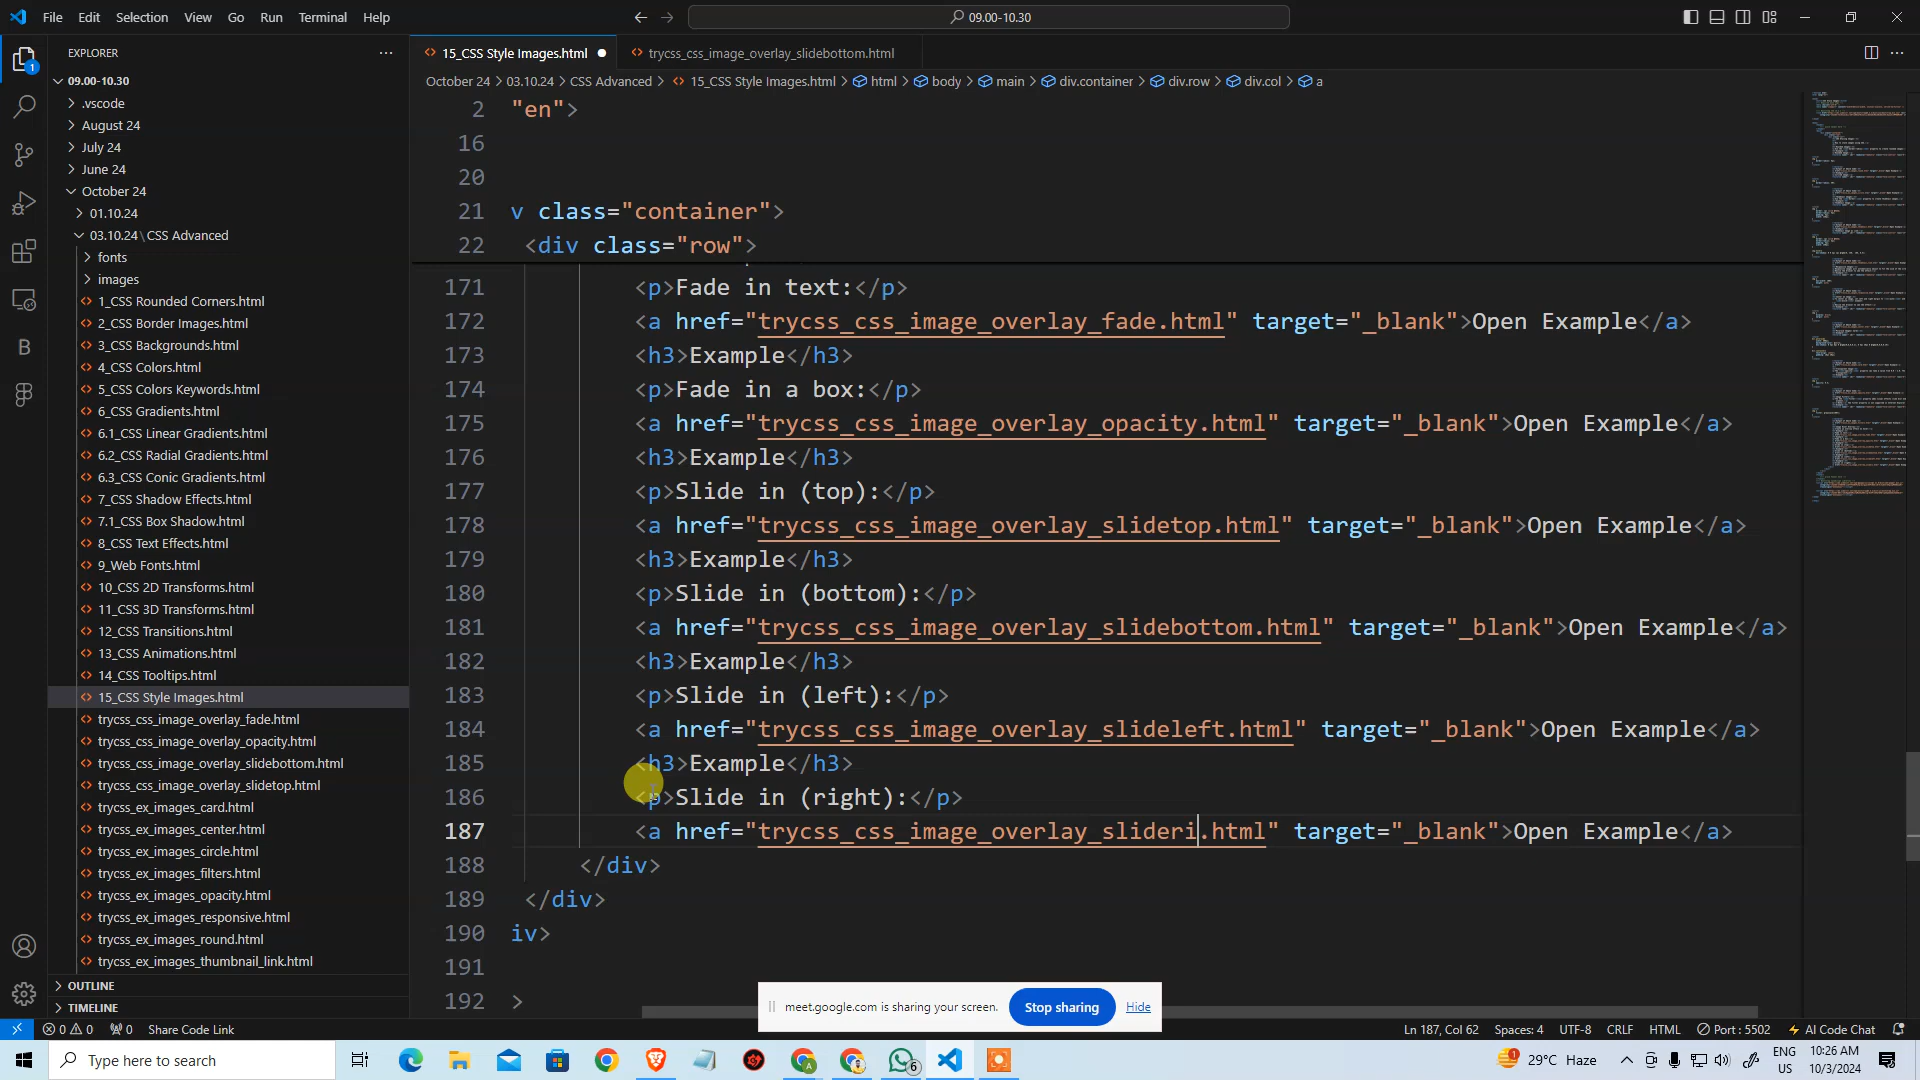 File Edit Selection View Go Run Terminal Help
09.00-10.30
EXPLORER
15_CSS Style Images.html
trycss_css_image_overlay_slidebottom.html
October 24 > 03.10.24 > CSS Advanced > 15_CSS Style Images.html > html > body > main > div.container > div.row > div.col > a
09.00-10.30
.vscode
August 24
July 24
June 24
October 24
01.10.24
03.10.24\CSS Advanced
fonts
images
1_CSS Rounded Corners.html
2_CSS Border Images.html
3_CSS Backgrounds.html
4_CSS Colors.html
5_CSS Colors Keywords.html
6_CSS Gradients.html
6.1_CSS Linear Gradients.html
6.2_CSS Radial Gradients.html
6.3_CSS Conic Gradients.html
7_CSS Shadow Effects.html
7.1_CSS Box Shadow.html
8_CSS Text Effects.html
9_Web Fonts.html
10_CSS 2D Transforms.html
11_CSS 3D Transforms.html
12_CSS Transitions.html
13_CSS Animations.html
14_CSS Tooltips.html
15_CSS Style Images.html
trycss_css_image_overlay_fade.html
trycss_css_image_overlay_opacity.html
trycss_css_image_overlay_slidebottom.html
trycss_css_image_overlay_slidetop.html
trycss_ex_images_card.html
trycss_ex_images_center.html
trycss_ex_images_circle.html
trycss_ex_images_filters.html
trycss_ex_images_opacity.html
trycss_ex_images_responsive.html
trycss_ex_images_round.html
trycss_ex_images_thumbnail_link.html
OUTLINE
TIMELINE
2 "en">
16
20
21 v class="container">
22 <div class="row">
171 <p>Fade in text:</p>
172 <a href="trycss_css_image_overlay_fade.html" target="_blank">Open Example</a>
173 <h3>Example</h3>
174 <p>Fade in a box:</p>
175 <a href="trycss_css_image_overlay_opacity.html" target="_blank">Open Example</a>
176 <h3>Example</h3>
177 <p>Slide in (top):</p>
178 <a href="trycss_css_image_overlay_slidetop.html" target="_blank">Open Example</a>
179 <h3>Example</h3>
180 <p>Slide in (bottom):</p>
181 <a href="trycss_css_image_overlay_slidebottom.html" target="_blank">Open Example</a>
182 <h3>Example</h3>
183 <p>Slide in (left):</p>
184 <a href="trycss_css_image_overlay_slideleft.html" target="_blank">Open Example</a>
185 <h3>Example</h3>
186 <p>Slide in (right):</p>
187 <a href="trycss_css_image_overlay_slideri.html" target="_blank">Open Example</a>
188 </div>
189 </div>
190 iv>
191
192 >
meet.google.com is sharing your screen. Stop sharing Hide
0 0 0 Share Code Link
Ln 187, Col 62 Spaces: 4 UTF-8 CRLF HTML Port : 5502 AI Code Chat
Type here to search
29°C Haze
ENG
US
10:26 AM
10/3/2024